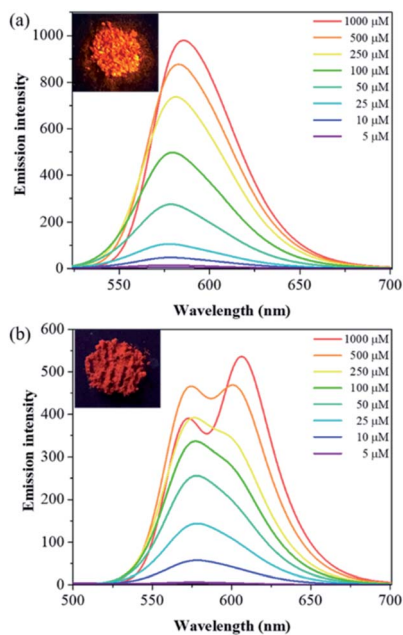 (a)
1000
800
600
400
200
0
Emission intensity
1000 µM
500 µM
250 µM
100 µM
50 µM
25 µM
10 µM
5 µM
550 600 650 700
Wavelength (nm)
(b)
600
500
400
300
200
100
0
Emission intensity
1000 µM
500 µM
250 µM
100 µM
50 µM
25 µM
10 µM
5 µM
500 550 600 650 700
Wavelength (nm)